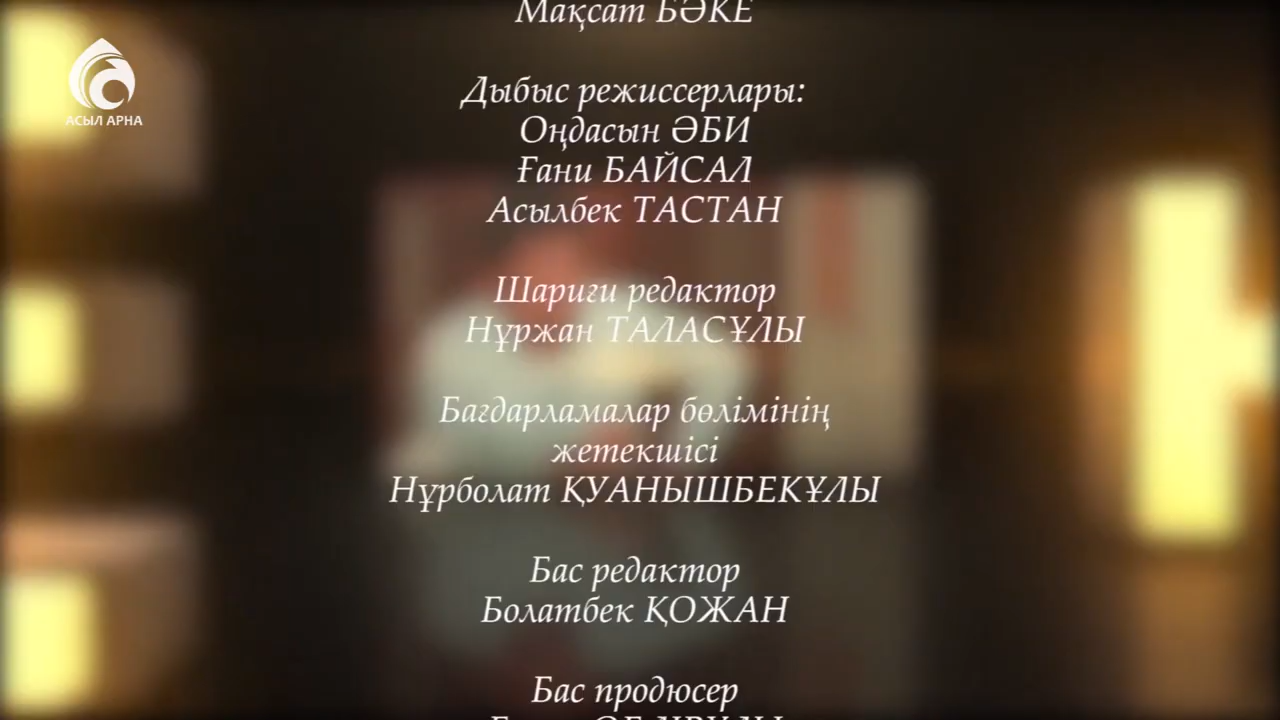 Мақсат БӘКЕ
АСЫЛ АРНА
Дыбыс режиссерлары:
Оңдасын ӘБИ
Ғани БАЙСАЛ
Асылбек ТАСТАН
Шариғи редактор
Нұржан ТАЛАСҰЛЫ
Бағдарламалар бөлімінің
жетекшісі
Нұрболат ҚУАНЫШБЕКҰЛЫ
Бас редактор
Болатбек ҚОЖАН
Бас продюсер